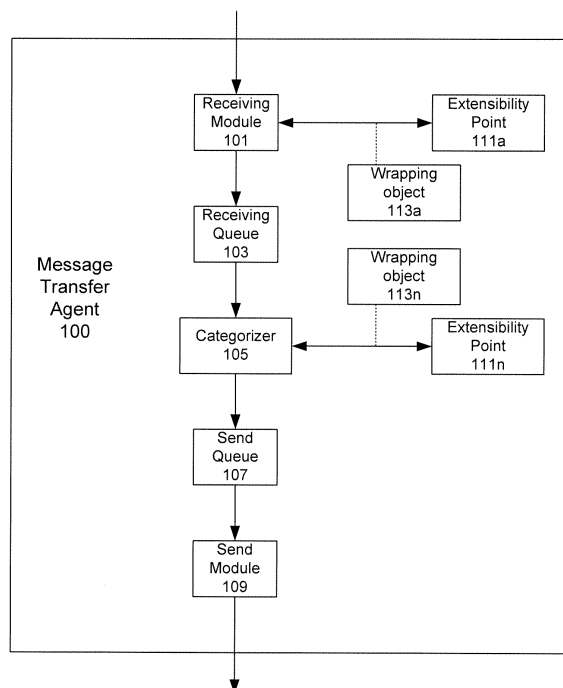 Receiving
Module
101
Extensibility
Point
111a
Wrapping
object
113a
Receiving
Queue
103
Message
Transfer
Agent
100
Wrapping
object
113n
Categorizer
105
Extensibility
Point
111n
Send
Queue
107
Send
Module
109